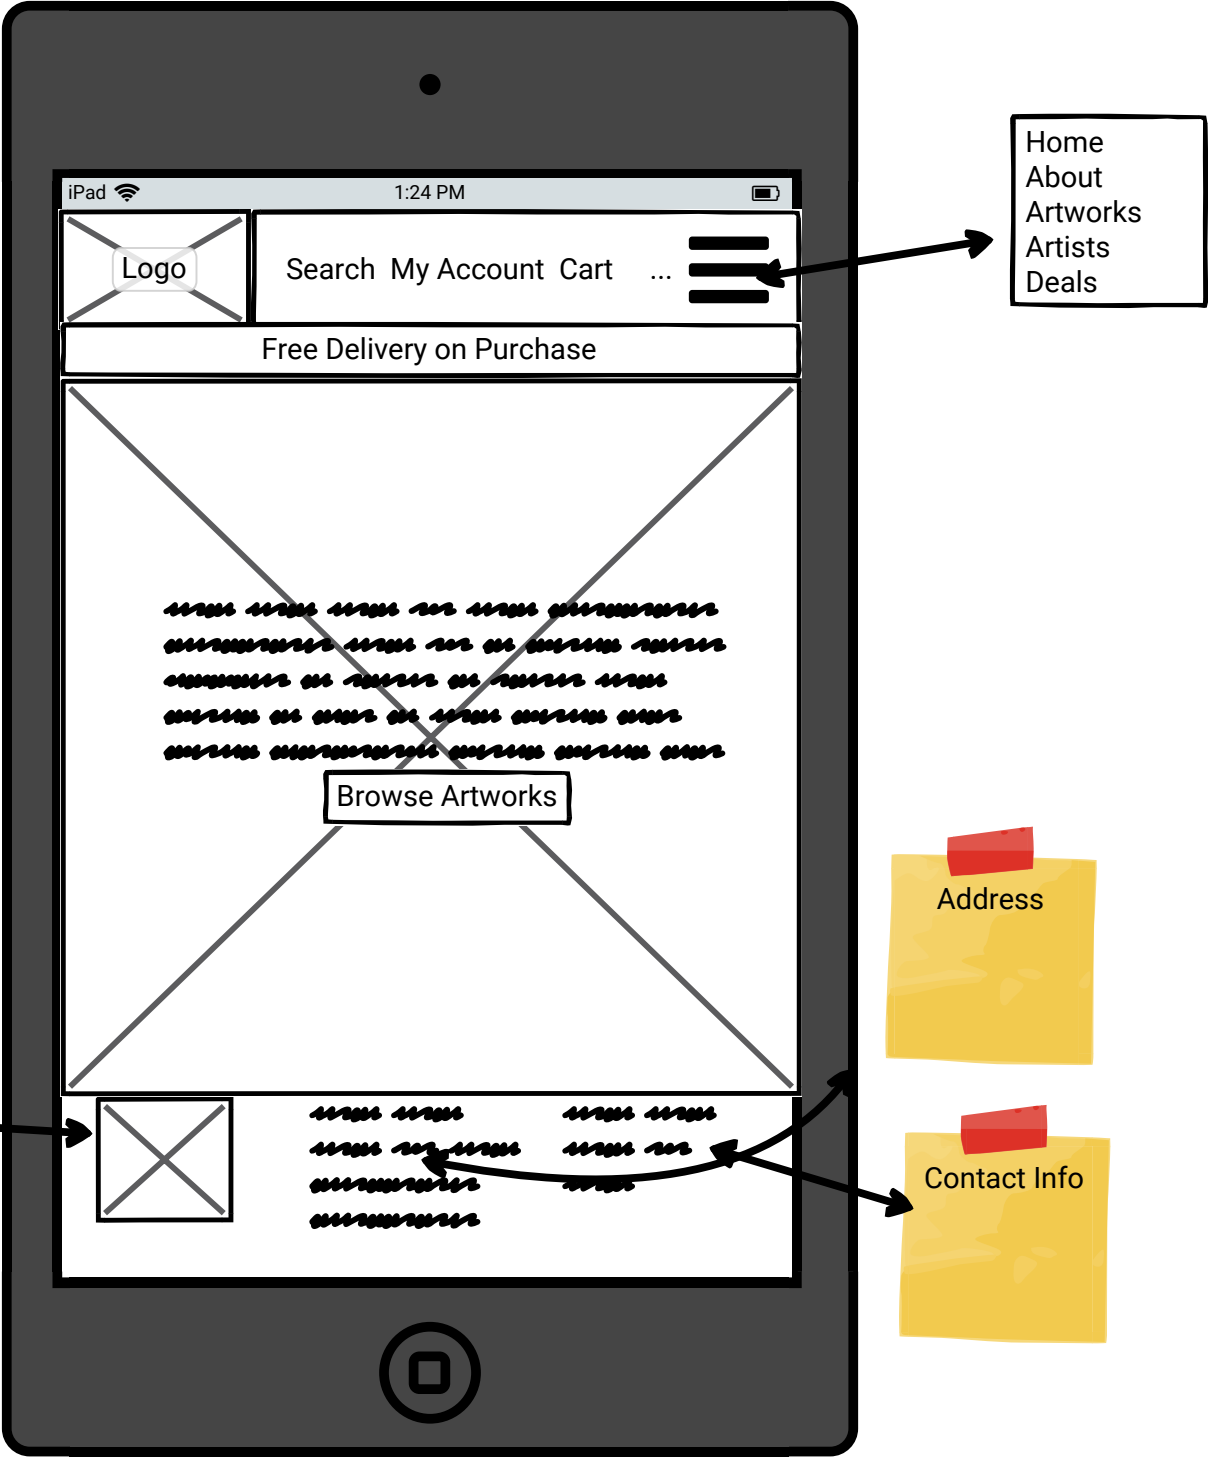 iPad 1:24 PM
Logo
Search My Account Cart ...
Free Delivery on Purchase
Browse Artworks
Home
About
Artworks
Artists
Deals
Address
Contact Info